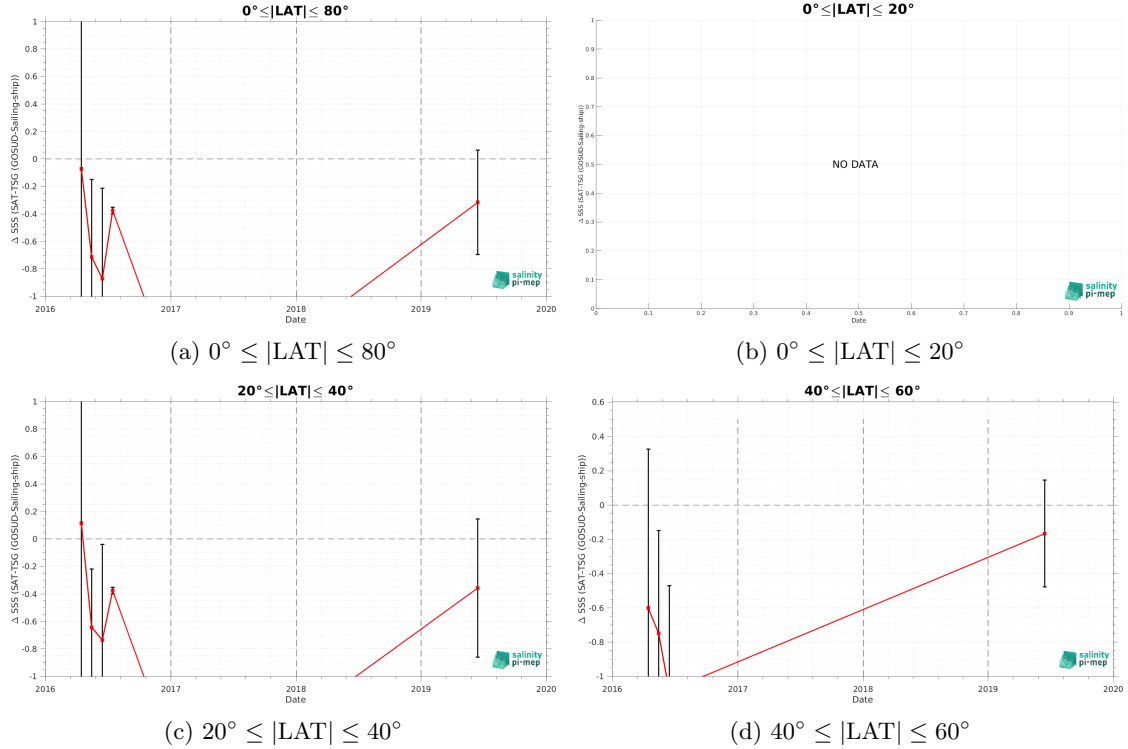 0°≤|LAT|≤ 80°
Δ SSS (SAT-TSG (GOSUD-Sailing-ship))
1
0.8
0.6
0.4
0.2
0
-0.2
-0.4
-0.6
-0.8
-1
2016 2017 2018 2019 2020
Date
salinity
pi-mep
(a) 0° ≤ |LAT| ≤ 80°
0°≤|LAT|≤ 20°
Δ SSS (SAT-TSG (GOSUD-Sailing-ship))
1
0.9
0.8
0.7
0.6
0.5
0.4
0.3
0.2
0.1
0
NO DATA
0 0.1 0.2 0.3 0.4 0.5 0.6 0.7 0.8 0.9 1
Date
salinity
pi-mep
(b) 0° ≤ |LAT| ≤ 20°
20°≤|LAT|≤ 40°
Δ SSS (SAT-TSG (GOSUD-Sailing-ship))
1
0.8
0.6
0.4
0.2
0
-0.2
-0.4
-0.6
-0.8
-1
2016 2017 2018 2019 2020
Date
salinity
pi-mep
(c) 20° ≤ |LAT| ≤ 40°
40°≤|LAT|≤ 60°
Δ SSS (SAT-TSG (GOSUD-Sailing-ship))
0.6
0.4
0.2
0
-0.2
-0.4
-0.6
-0.8
-1
2016 2017 2018 2019 2020
Date
salinity
pi-mep
(d) 40° ≤ |LAT| ≤ 60°